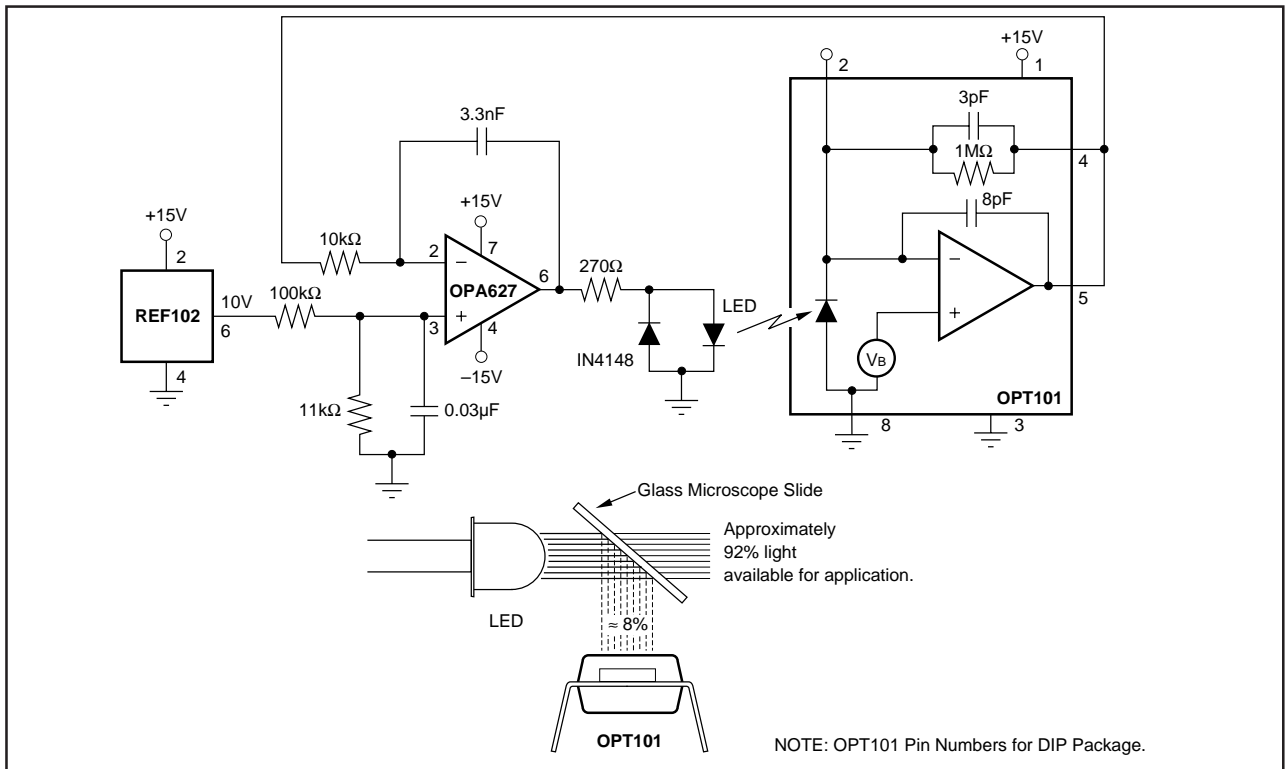 +15V
2
1
3pF
1MΩ
4
3.3nF
8pF
+15V
+15V
2
10kΩ
2
–
7
6
270Ω
LED
–
5
10V
REF102
6
100kΩ
OPA627
3
+
4
+
IN4148
VB
4
–15V
OPT101
11kΩ
0.03µF
8
3
Glass Microscope Slide
Approximately
92% light
available for application.
LED
≈ 8%
OPT101
NOTE: OPT101 Pin Numbers for DIP Package.